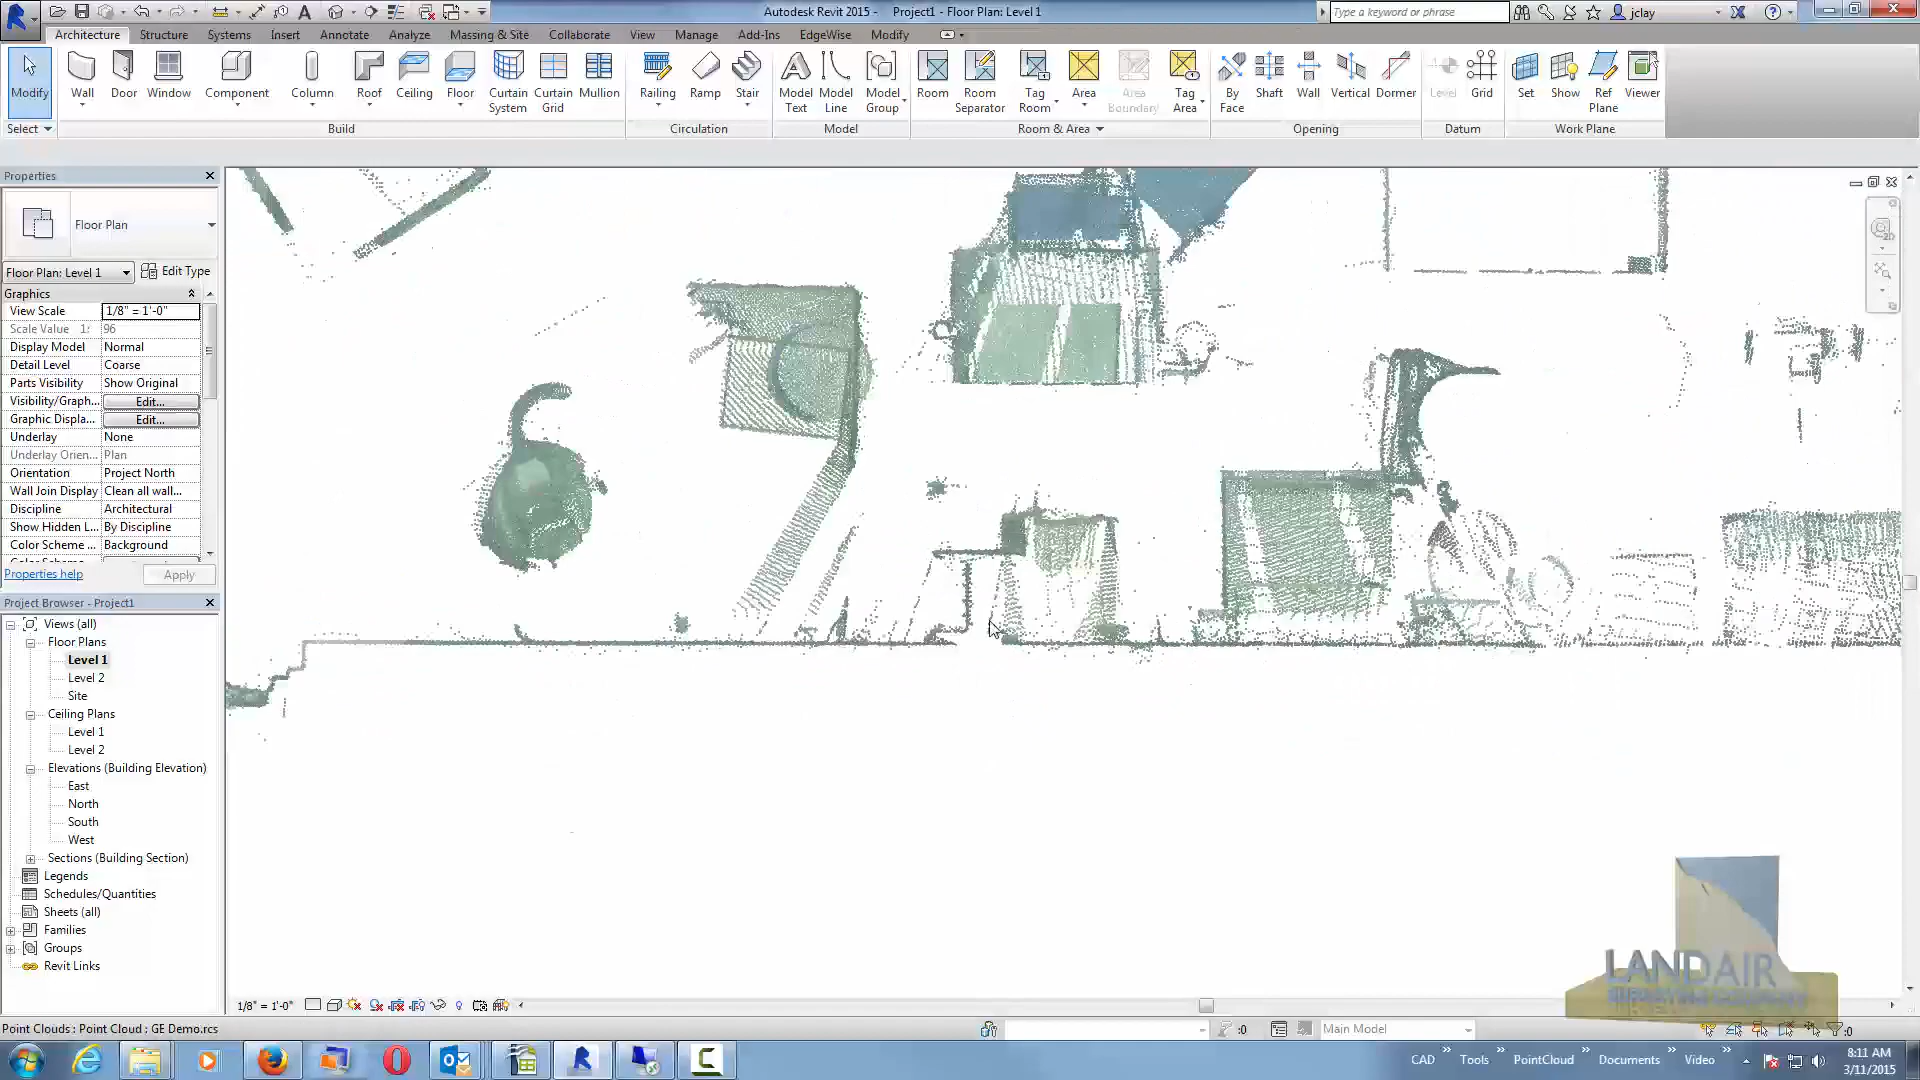 Autodesk Revit 2015 - Project1 - Floor Plan: Level 1
Type a keyword or phrase
jclay
Architecture Structure Systems Insert Annotate Analyze Massing & Site Collaborate View Manage Add-Ins EdgeWise Modify
Modify Wall Door Window Component Column Roof Ceiling Floor Curtain System Curtain Grid Mullion Railing Ramp Stair Model Text Model Line Model Group Room Room Separator Tag Room Area Area Boundary Tag Area By Face Shaft Wall Vertical Dormer Level Grid Set Show Ref Plane Viewer
Select Build Circulation Model Room & Area Opening Datum Work Plane
Properties
Floor Plan
Floor Plan: Level 1 Edit Type
Graphics
View Scale 1/8" = 1'-0"
Scale Value 1: 96
Display Model Normal
Detail Level Coarse
Parts Visibility Show Original
Visibility/Graph... Edit...
Graphic Displa... Edit...
Underlay None
Underlay Orien... Plan
Orientation Project North
Wall Join Display Clean all wall...
Discipline Architectural
Show Hidden L... By Discipline
Color Scheme ... Background
Properties help Apply
Project Browser - Project1
Views (all)
Floor Plans
Level 1
Level 2
Site
Ceiling Plans
Level 1
Level 2
Elevations (Building Elevation)
East
North
South
West
Sections (Building Section)
Legends
Schedules/Quantities
Sheets (all)
Families
Groups
Revit Links
LANDAIR
1/8" = 1'-0"
Point Clouds : Point Cloud : GE Demo.rcs
:0
Main Model
:0
CAD Tools PointCloud Documents Video
8:11 AM
3/11/2015